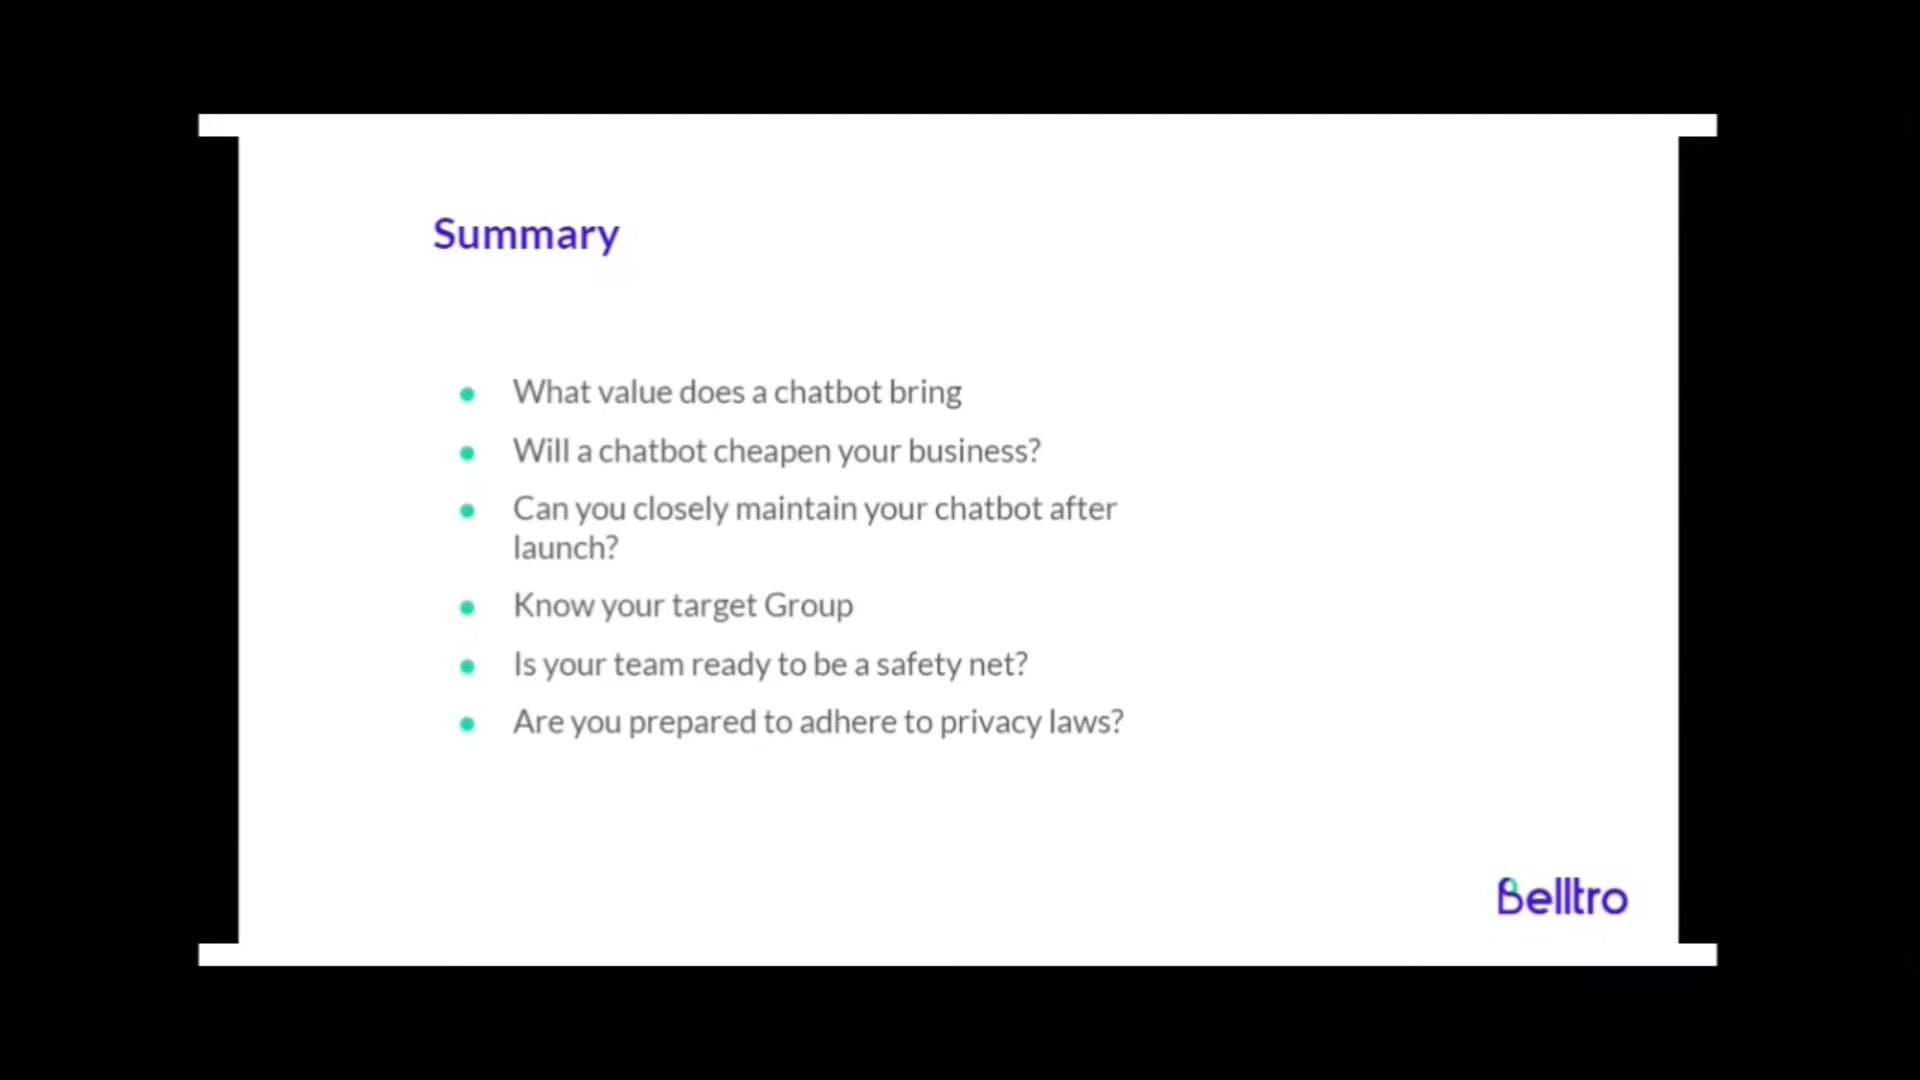 Summary
What value does a chatbot bring
Will a chatbot cheapen your business?
Can you closely maintain your chatbot after
launch?
Know your target Group
Is your team ready to be a safety net?
Are you prepared to adhere to privacy laws?
Belltro